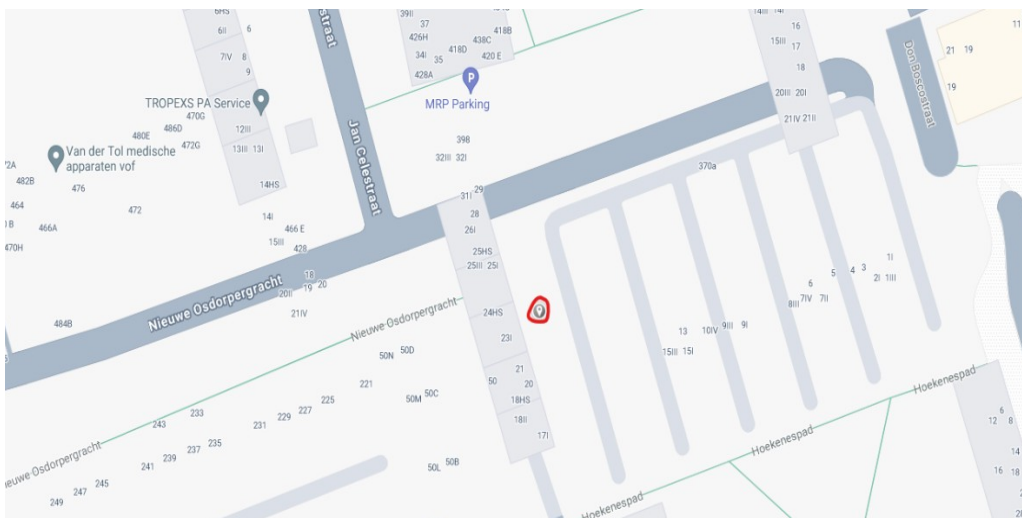 6HS
6II 6
7IV 8
9
TROPEXS PA Service
470G
486D
480E
472G
12III
13III 13I
Van der Tol medische
apparaten vof
72A
482B
476
14HS
464
472
466A
470H
14I
466 E
15III
428
18
19 20
20II
21IV
484B
straat
Jan Celestraat
39II
37
426H
34I
35
418D
438C
418B
420 E
428A
P
MRP Parking
398
32III 32I
31I 29
28
26I
25HS
25III 25I
24HS
23I
21
20
50
18HS
18II
17I
Nieuwe Osdorpergracht
Nieuwe Osdorpergracht
Nieuwe Osdorpergracht
50N 50D
221
50M 50C
225
227
229
231
233
243
235
237
239
241
245
247
249
50L 50B
14I
16
15III
17
18
20III 20I
21IV 21II
370a
Don Boscostraat
21 19
19
11
1I
3
4
5
2I 1III
6
7IV 7II
8III
9III 9I
10IV
13
15III 15I
Hoekenespad
Hoekenespad
Hoekenespad
6
12 8
14
16 18